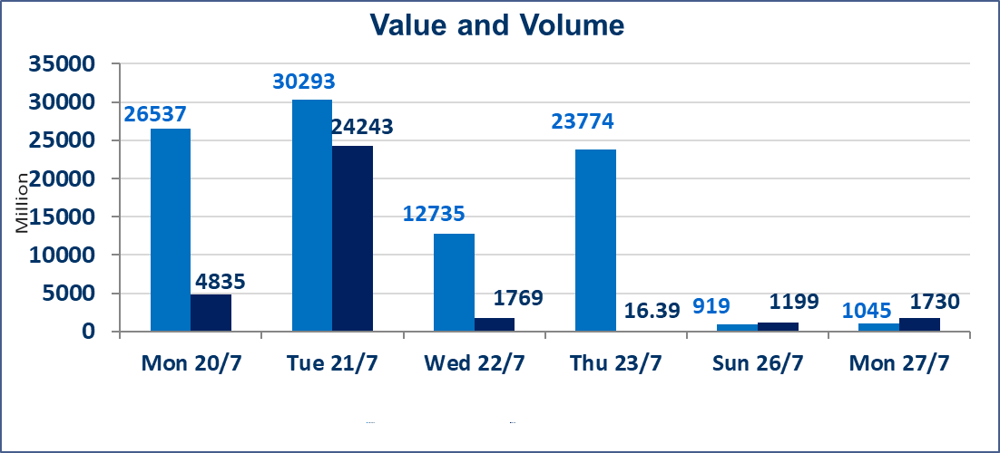 Value and Volume
Million
35000
30000
25000
20000
15000
10000
5000
0
26537
4835
30293
24243
12735
1769
23774
16.39
919
1199
1045
1730
Mon 20/7
Tue 21/7
Wed 22/7
Thu 23/7
Sun 26/7
Mon 27/7